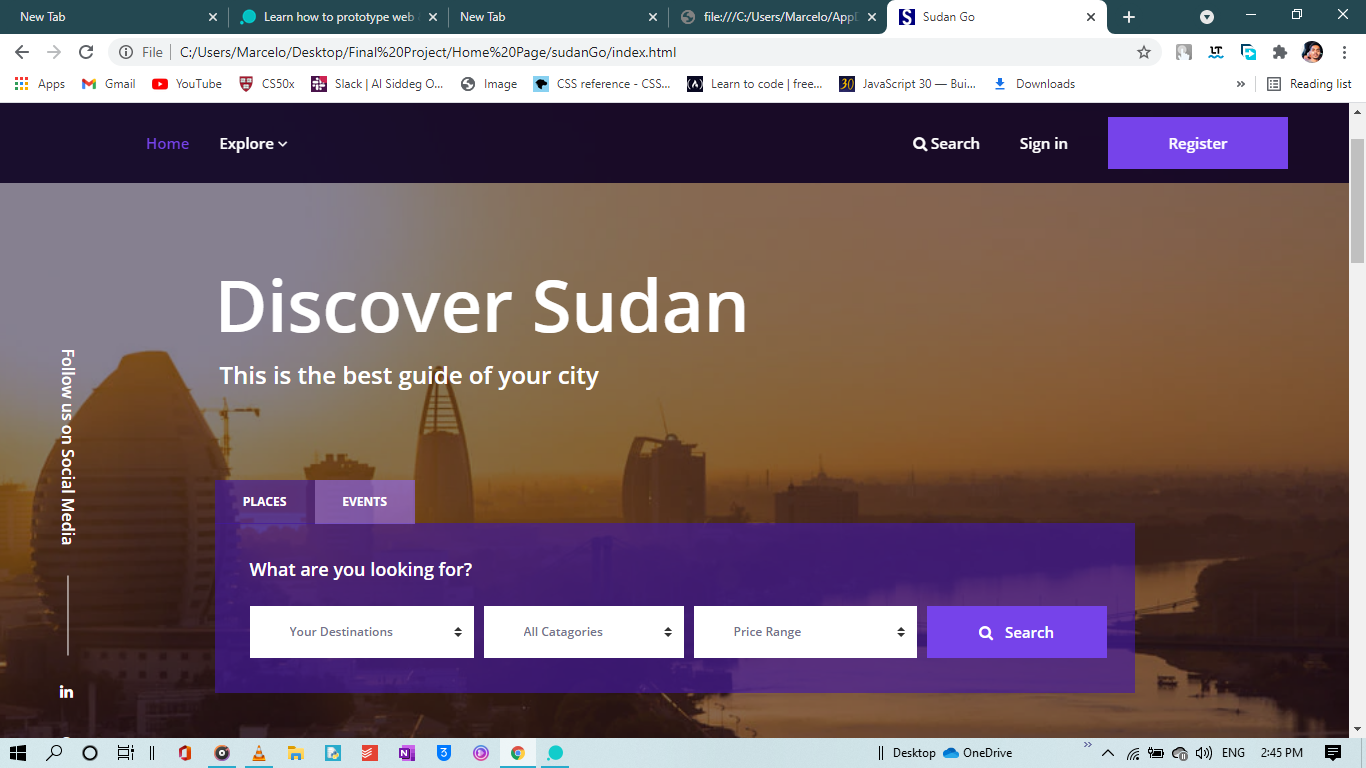 New Tab
Learn how to prototype web
New Tab
file:///C:/Users/Marcelo/AppD
Sudan Go
File
C:/Users/Marcelo/Desktop/Final%20Project/Home%20Page/sudanGo/index.html
Apps
Gmail
YouTube
CS50x
Slack | Al Siddeg O...
Image
CSS reference - CSS...
Learn to code | free...
30
JavaScript 30 — Bui...
Downloads
»
Reading list
Home
Explore
Search
Sign in
Register
Discover Sudan
This is the best guide of your city
Follow us on Social Media
in
PLACES
EVENTS
What are you looking for?
Your Destinations
All Catagories
Price Range
Search
Desktop
OneDrive
ENG
2:45 PM